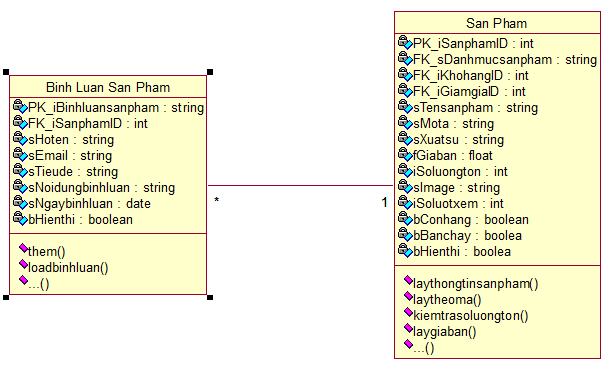 Binh Luan San Pham
PK_iBinhluansanpham : string
FK_iSanphamID : int
sHoten : string
sEmail : string
sTieude : string
sNoidungbinhluan : string
sNgaybinhluan : date
bHienthi : boolean
them()
loadbinhluan()
...()
*
1
San Pham
PK_iSanphamID : int
FK_sDanhmucsanpham : string
FK_iKhohangID : int
FK_iGiamgiaID : int
sTensanpham : string
sMota : string
sXuatsu : string
fGiaban : float
iSoluongton : int
sImage : string
iSoluotxem : int
bConhang : boolean
bBanchay : boolea
bHienthi : boolea
laythongtinsanpham()
laytheoma()
kiemtrasoluongton()
laygiaban()
...()